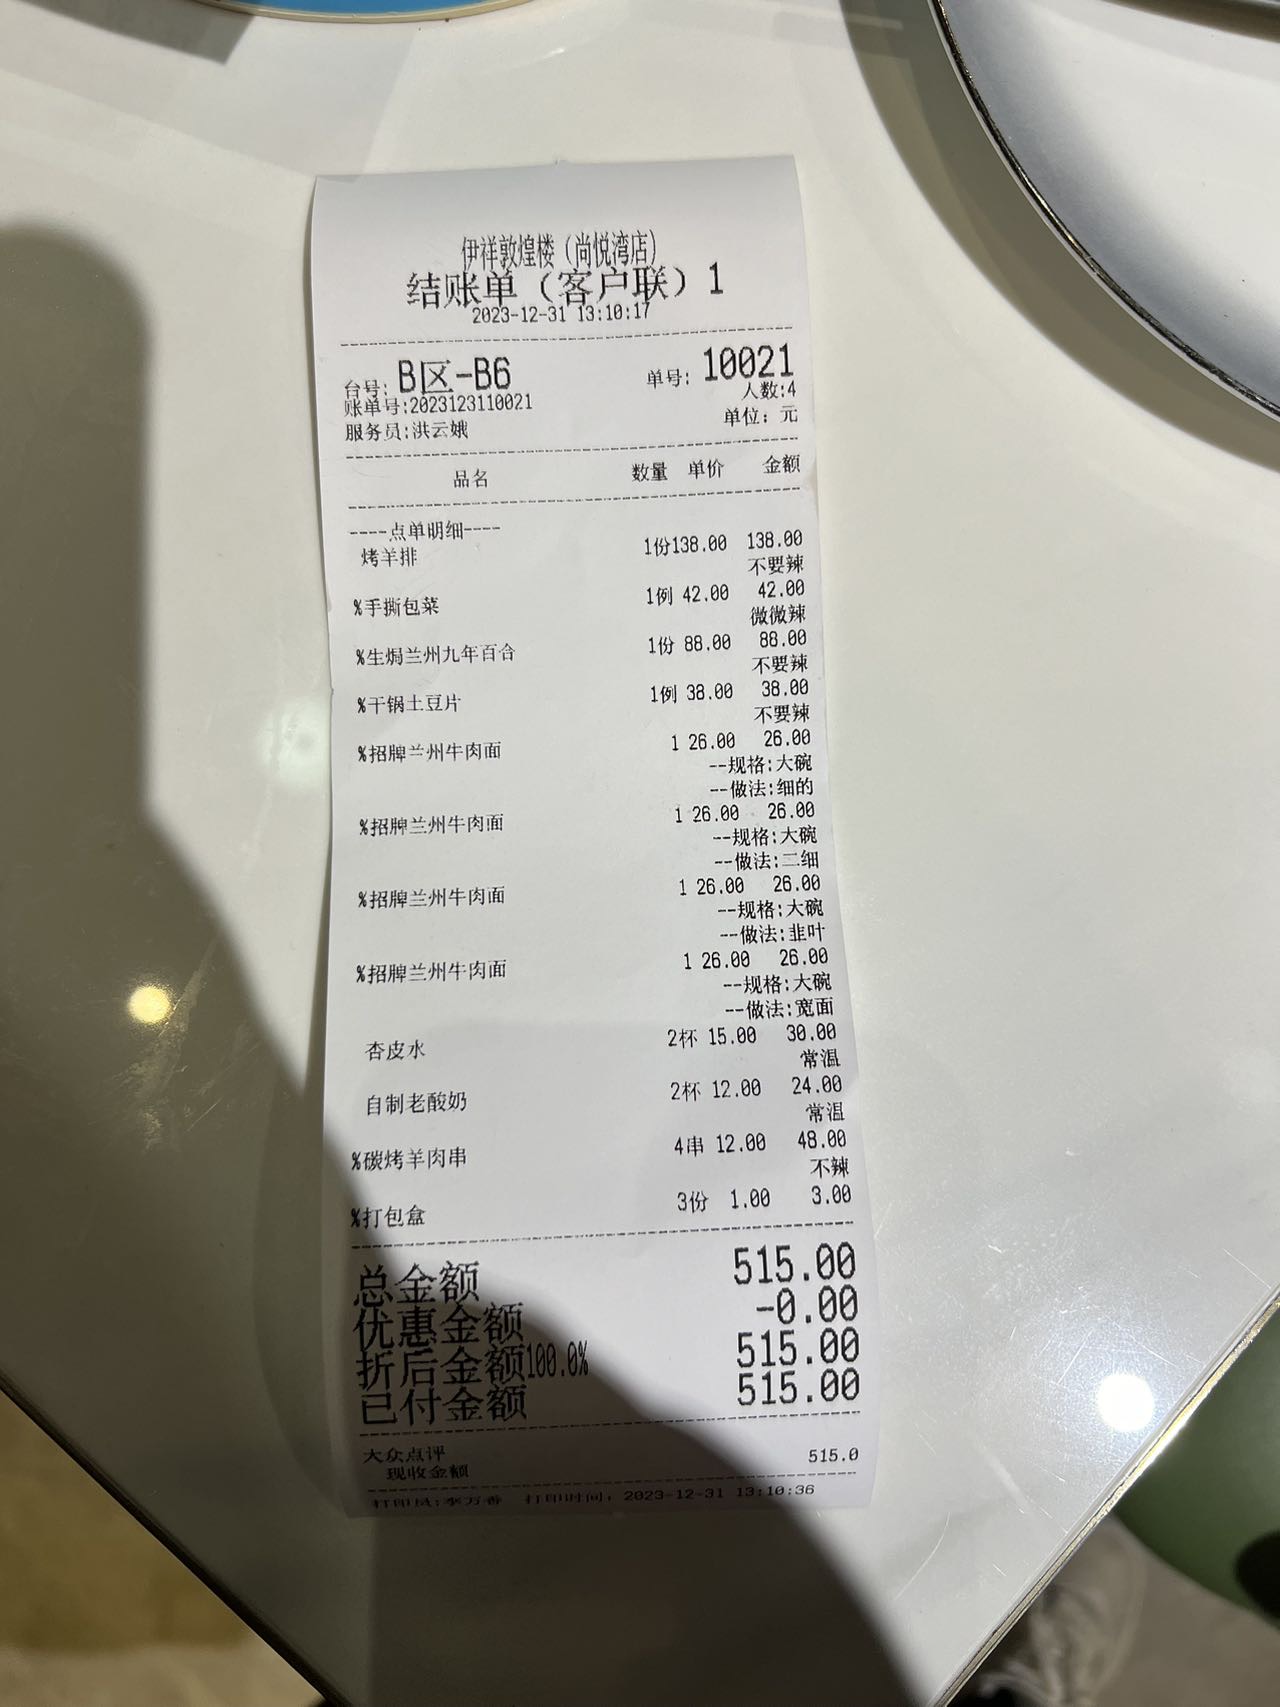 伊祥敦煌楼（尚悦湾店）
结账单（客户联）1
2023-12-31 13:10:17
台号: B区-B6 单号: 10021
账单号:2023123110021 人数:4
服务员:洪云娥 单位: 元
品名 数量 单价 金额
----点单明细----
烤羊排 1份138.00 138.00
不要辣
%手撕包菜 1例 42.00 42.00
微微辣
%生焗兰州九年百合 1份 88.00 88.00
不要辣
%干锅土豆片 1例 38.00 38.00
不要辣
%招牌兰州牛肉面 1 26.00 26.00
--规格:大碗
--做法:细的
%招牌兰州牛肉面 1 26.00 26.00
--规格:大碗
--做法:二细
%招牌兰州牛肉面 1 26.00 26.00
--规格:大碗
--做法:韭叶
%招牌兰州牛肉面 1 26.00 26.00
--规格:大碗
--做法:宽面
杏皮水 2杯 15.00 30.00
常温
自制老酸奶 2杯 12.00 24.00
常温
%碳烤羊肉串 4串 12.00 48.00
不辣
%打包盒 3份 1.00 3.00
总金额 515.00
优惠金额 -0.00
折后金额100.0% 515.00
已付金额 515.00
大众点评 515.0
现收金额
打印员:李万香 打印时间: 2023-12-31 13:10:36